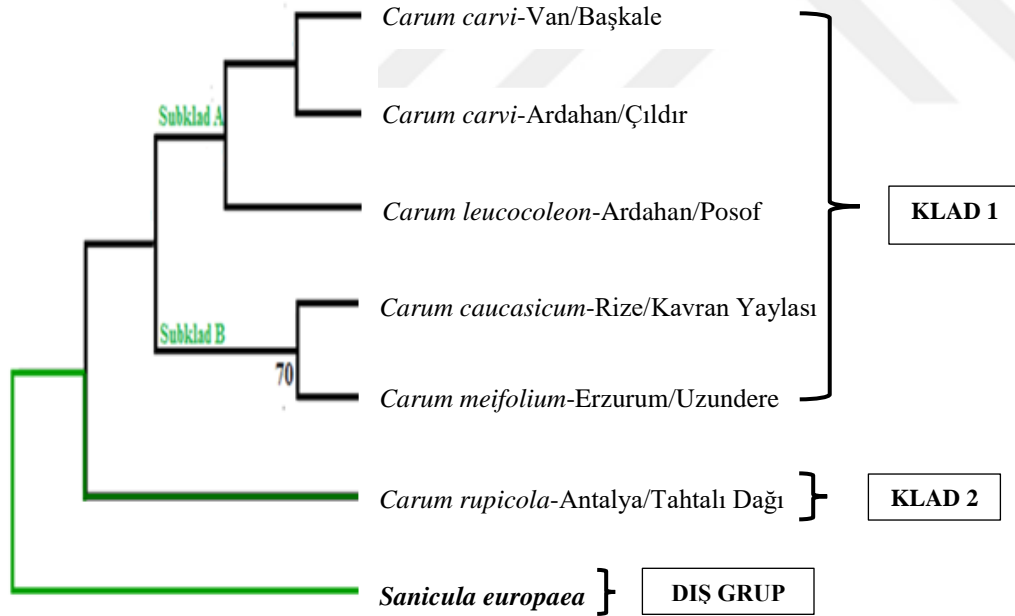 Carum carvi-Van/Başkale
Subklad A
Carum carvi-Ardahan/Çıldır
Carum leucocoleon-Ardahan/Posof
KLAD 1
Carum caucasicum-Rize/Kavran Yaylası
Subklad B
70
Carum meifolium-Erzurum/Uzundere
Carum rupicola-Antalya/Tahtalı Dağı
KLAD 2
Sanicula europaea
DIŞ GRUP